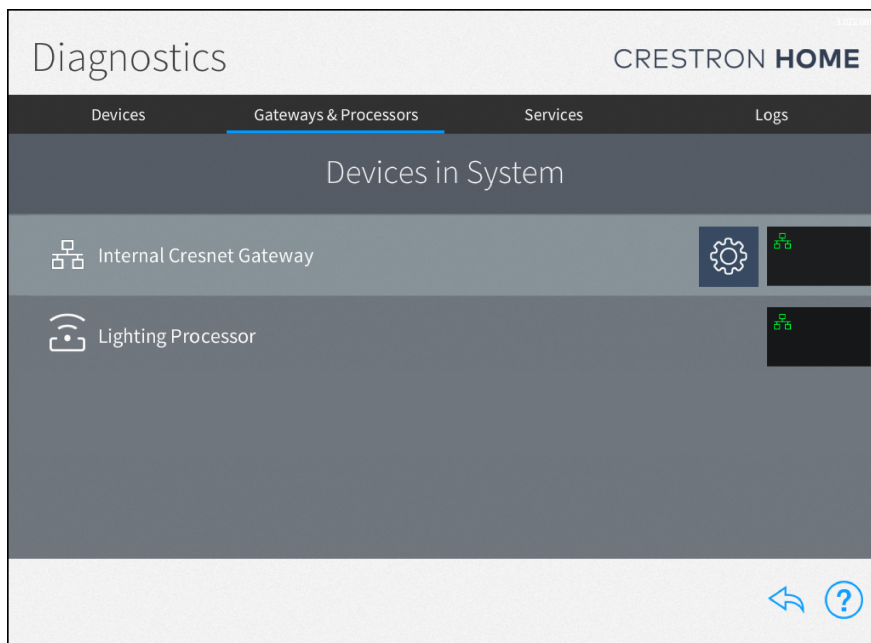 Diagnostics
CRESTRON HOME
Devices
Gateways & Processors
Services
Logs
Devices in System
Internal Cresnet Gateway
Lighting Processor
?